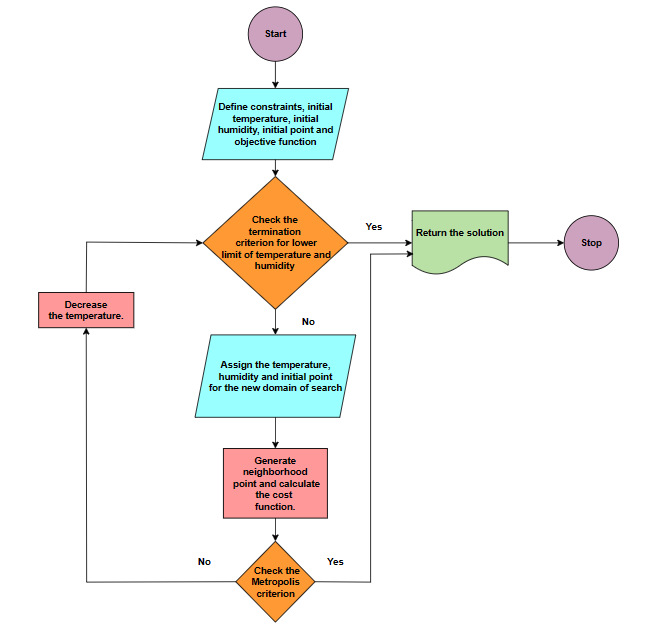 Start
Define constraints, initial
temperature, initial
humidity, initial point and
objective function
Check the
termination
criterion for lower
limit of temperature and
humidity
Yes
Return the solution
Stop
Decrease
the temperature.
No
Assign the temperature,
humidity and initial point
for the new domain of search
Generate
neighborhood
point and calculate
the cost
function.
No
Yes
Check the
Metropolis
criterion